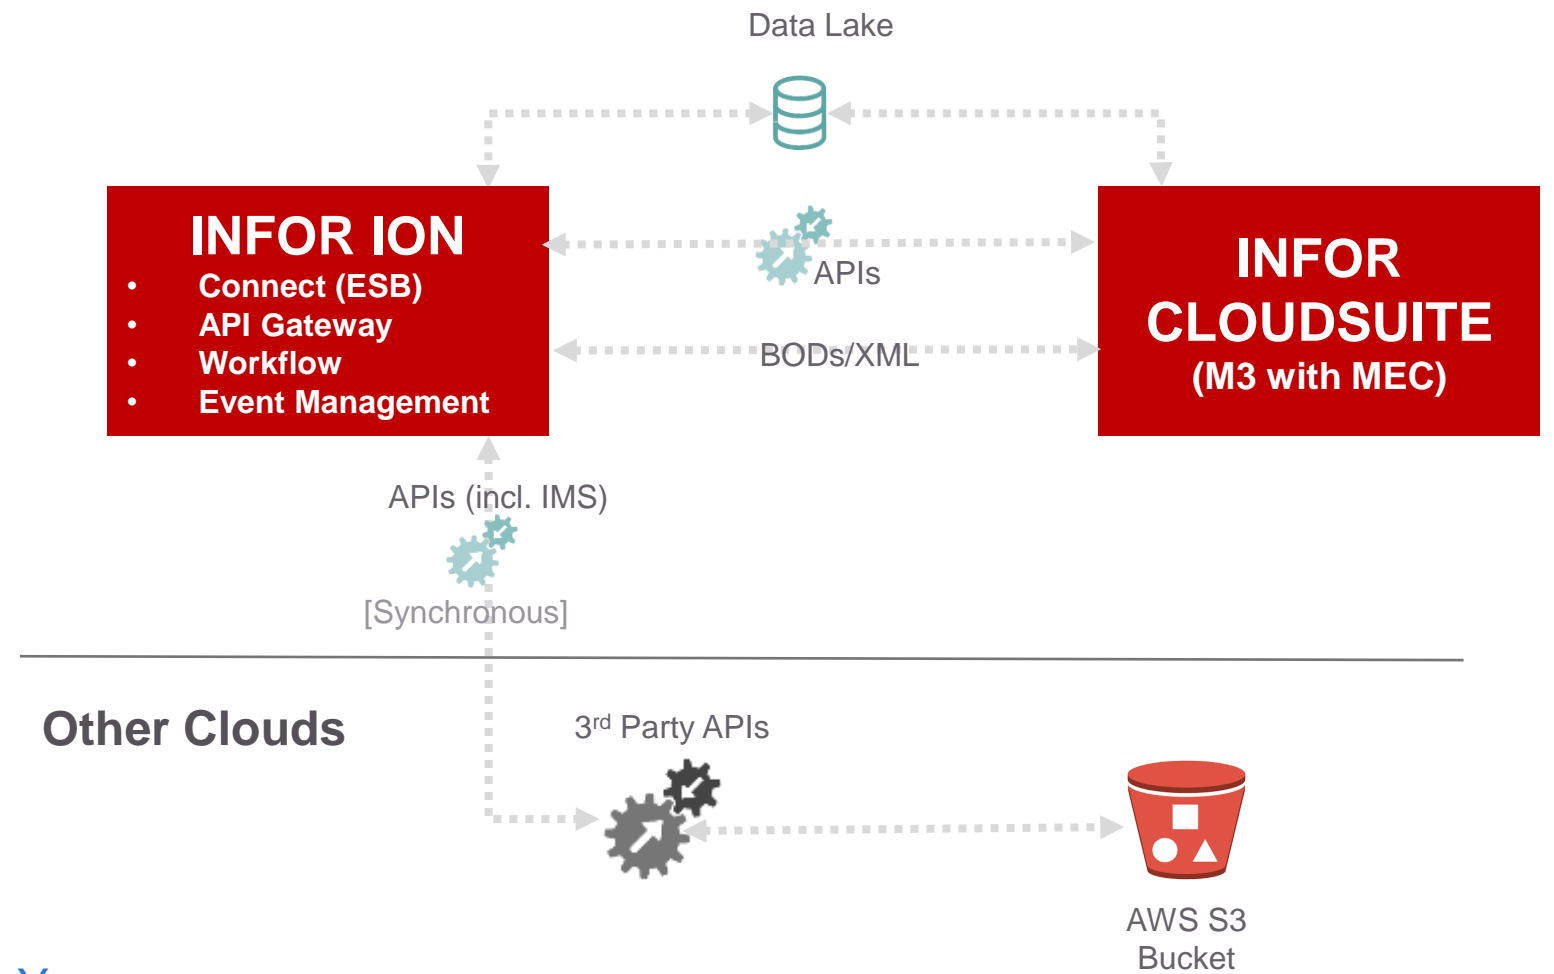 Data Lake
INFOR ION
• Connect (ESB)
• API Gateway
• Workflow
• Event Management
APIs
BODs/XML
INFOR
CLOUDSUITE
(M3 with MEC)
APIs (incl. IMS)
[Synchronous]
Other Clouds
3rd Party APIs
AWS S3
Bucket